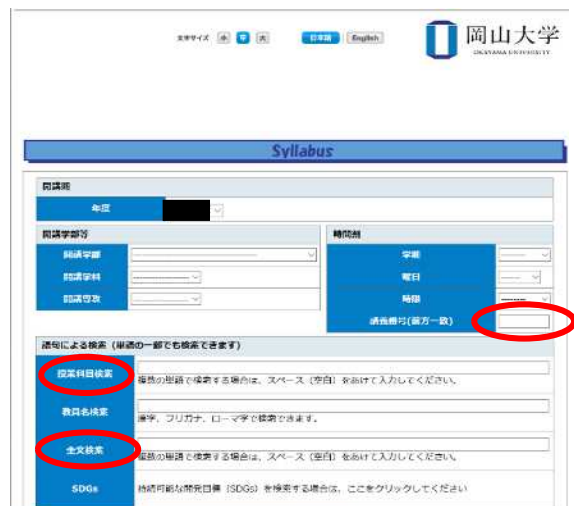 文字サイズ 小 中 大 日本語 English
岡山大学
OKAYAMA UNIVERSITY
Syllabus
開講期
年度
開講学部等
開講学部
開講学科
開講専攻
時間割
学期
曜日
時限
講義番号(前方一致)
語句による検索 (単語の一部でも検索できます)
授業科目検索
複数の単語で検索する場合は、スペース (空白) をあけて入力してください。
教員名検索
漢字、フリガナ、ローマ字で検索できます。
全文検索
複数の単語で検索する場合は、スペース (空白) をあけて入力してください。
SDGs
持続可能な開発目標 (SDGs) を検索する場合は、ここをクリックしてください